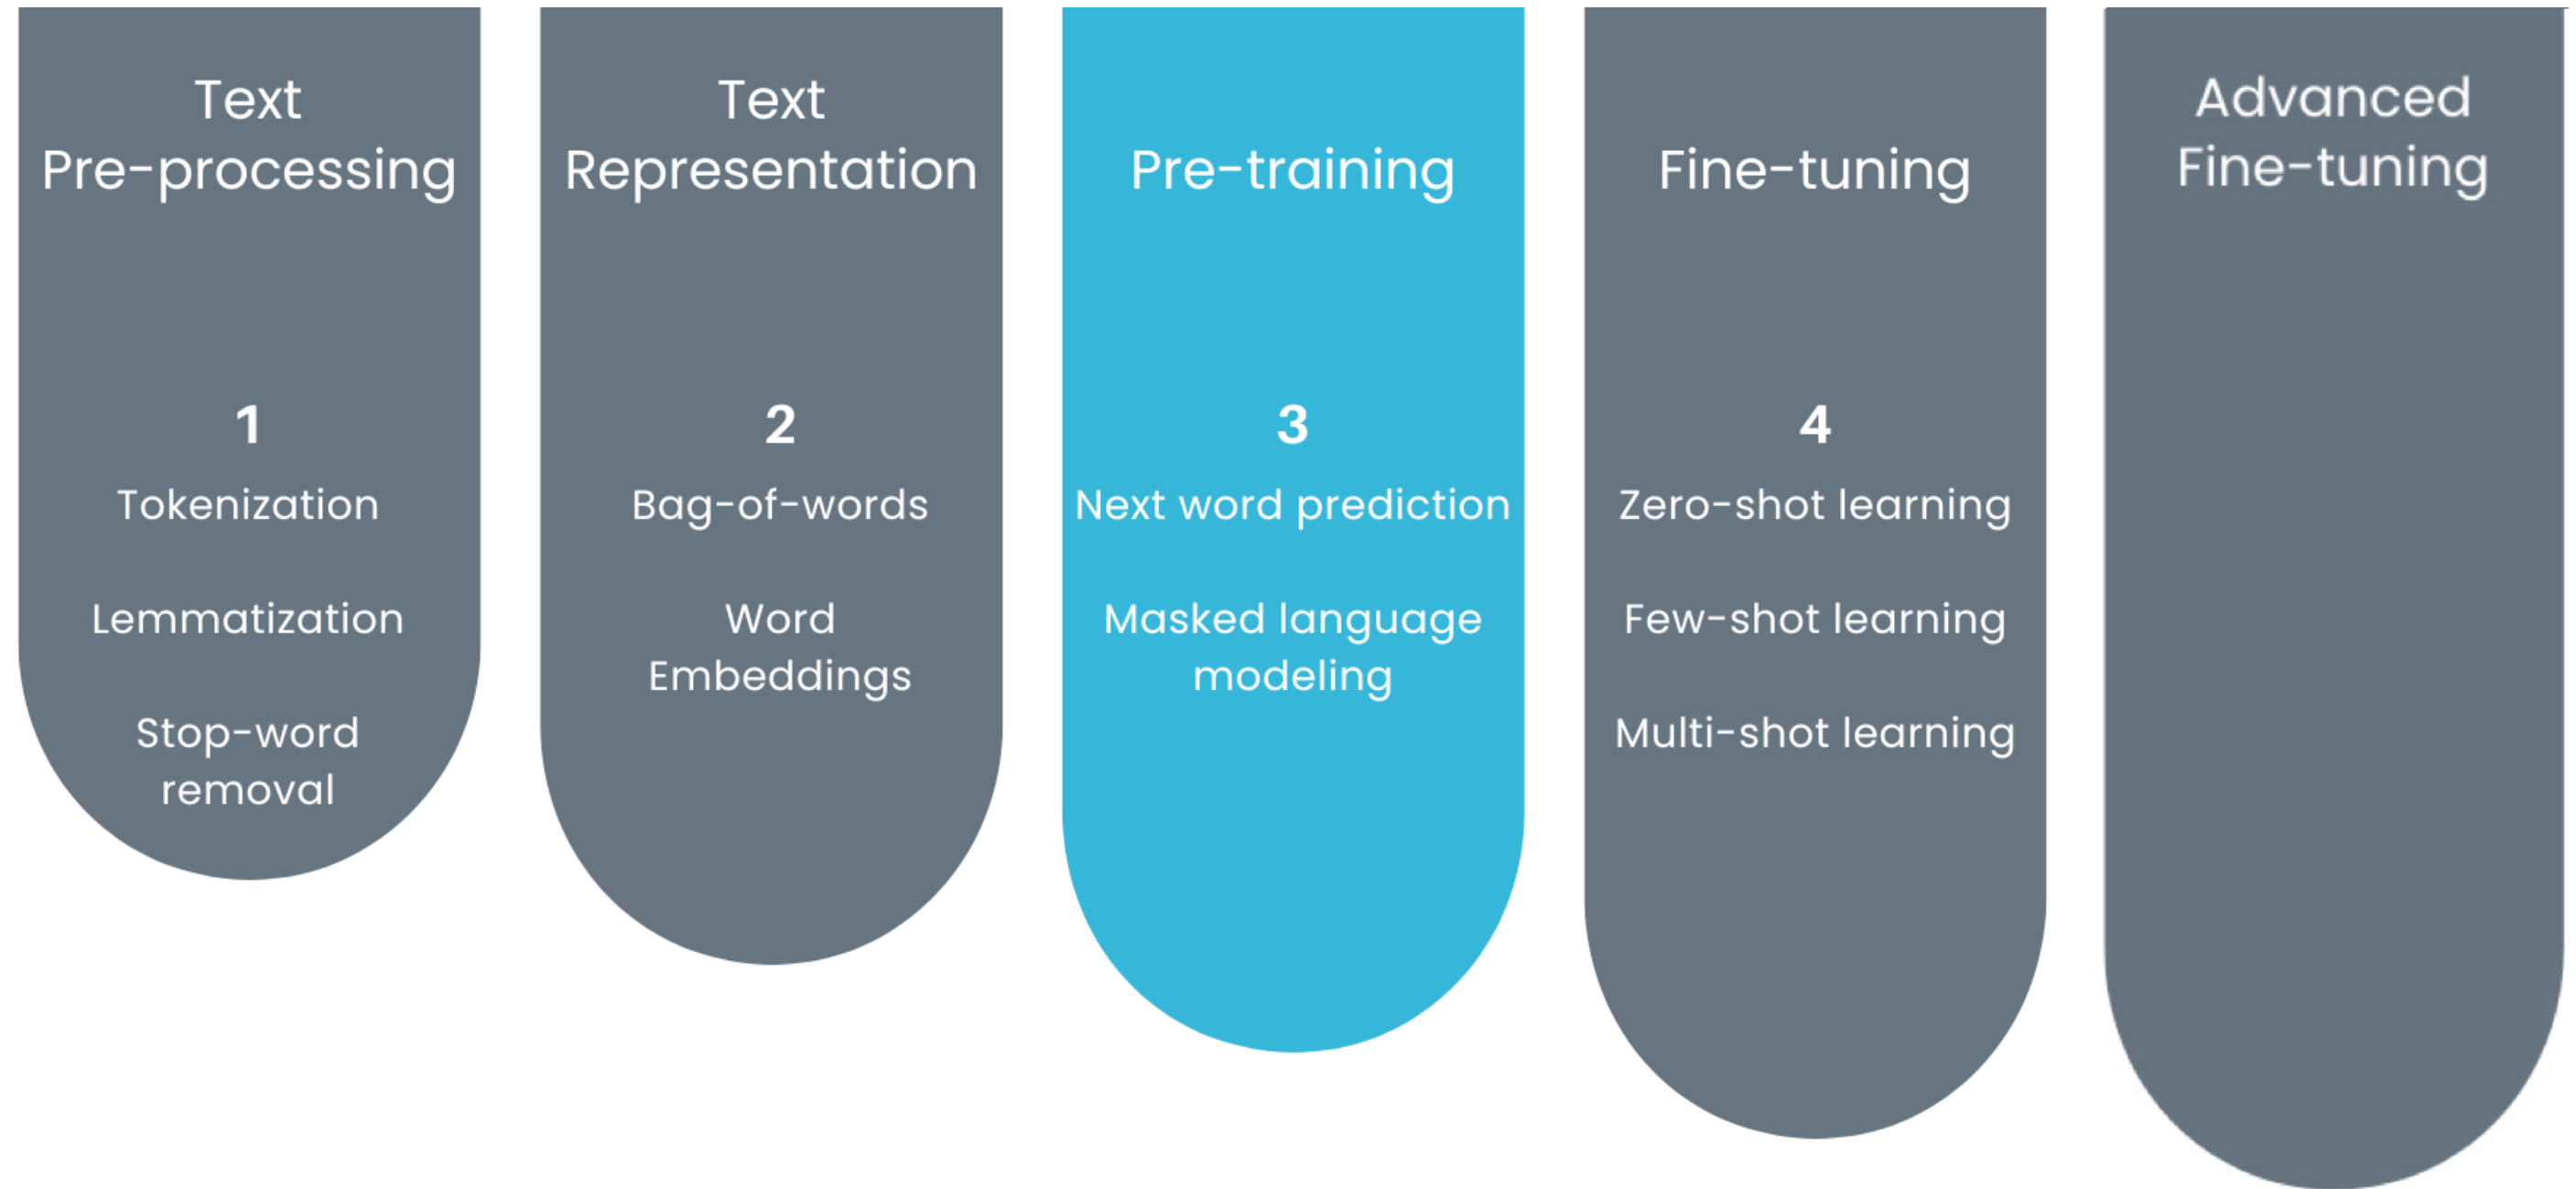 Text
Pre-processing
1
Tokenization
Lemmatization
Stop-word
removal
Text
Representation
2
Bag-of-words
Word
Embeddings
Pre-training
3
Next word prediction
Masked language
modeling
Fine-tuning
4
Zero-shot learning
Few-shot learning
Multi-shot learning
Advanced
Fine-tuning